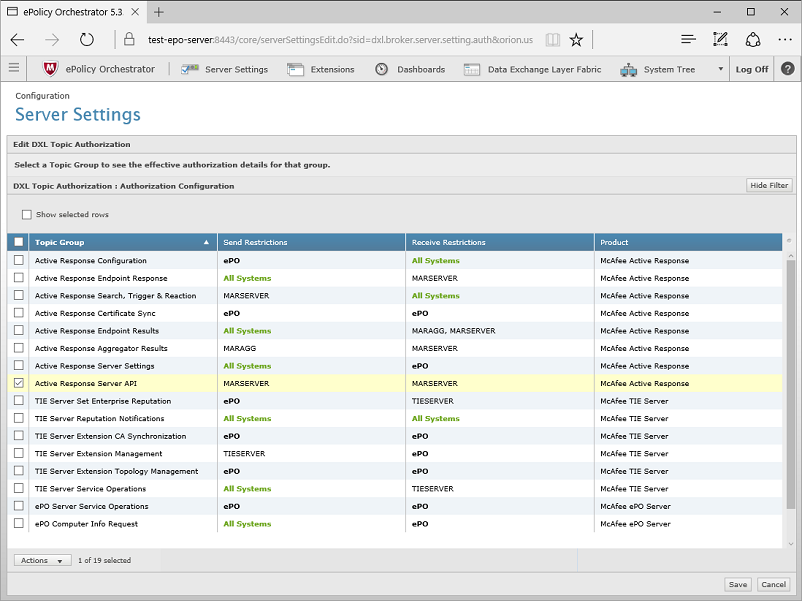 ePolicy Orchestrator 5.3.
test-epo-server:8443/core/serverSettingsEdit.do?sid=dxl.broker.server.setting.auth&orion.us
ePolicy Orchestrator Server Settings Extensions Dashboards Data Exchange Layer Fabric System Tree Log Off ?
Configuration
Server Settings
Edit DXL Topic Authorization
Select a Topic Group to see the effective authorization details for that group.
DXL Topic Authorization : Authorization Configuration Hide Filter
Show selected rows
Topic Group Send Restrictions Receive Restrictions Product
Active Response Configuration ePO All Systems McAfee Active Response
Active Response Endpoint Response All Systems MARSERVER McAfee Active Response
Active Response Search, Trigger & Reaction MARSERVER All Systems McAfee Active Response
Active Response Certificate Sync ePO ePO McAfee Active Response
Active Response Endpoint Results All Systems MARAGG, MARSERVER McAfee Active Response
Active Response Aggregator Results MARAGG MARSERVER McAfee Active Response
Active Response Server Settings All Systems ePO McAfee Active Response
Active Response Server API MARSERVER MARSERVER McAfee Active Response
TIE Server Set Enterprise Reputation ePO TIESERVER McAfee TIE Server
TIE Server Reputation Notifications All Systems All Systems McAfee TIE Server
TIE Server Extension CA Synchronization ePO ePO McAfee TIE Server
TIE Server Extension Management TIESERVER ePO McAfee TIE Server
TIE Server Extension Topology Management ePO ePO McAfee TIE Server
TIE Server Service Operations All Systems TIESERVER McAfee TIE Server
ePO Server Service Operations ePO ePO McAfee ePO Server
ePO Computer Info Request All Systems ePO McAfee ePO Server
Actions 1 of 19 selected
Save Cancel